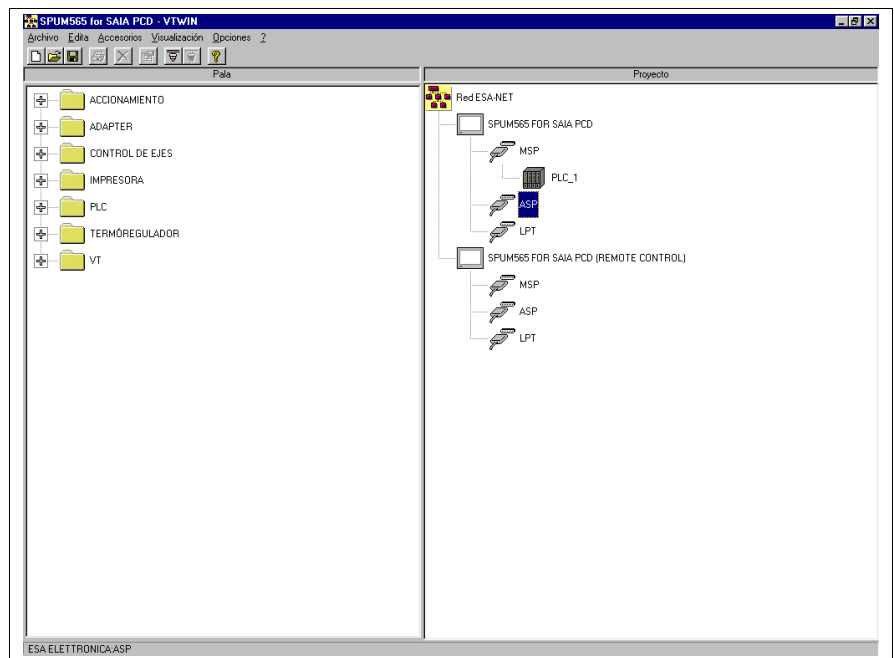 SPUM565 for SAIA PCD - VTWIN
Archivo Edita Accesorios Visualización Opciones ?
Pala
Proyecto
ACCIONAMIENTO
ADAPTER
CONTROL DE EJES
IMPRESORA
PLC
TERMÓREGULADOR
VT
Red ESA-NET
SPUM565 FOR SAIA PCD
MSP
PLC_1
ASP
LPT
SPUM565 FOR SAIA PCD (REMOTE CONTROL)
MSP
ASP
LPT
ESA ELETTRONICA:ASP